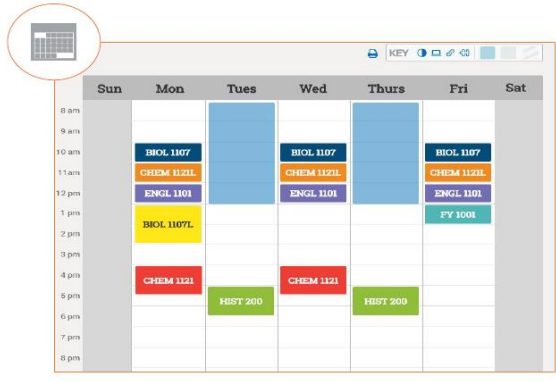 KEY
Sun Mon Tues Wed Thurs Fri Sat
8 am
9 am
10 am BIOL 1107 BIOL 1107 BIOL 1107
11am CHEM 1121L CHEM 1121L CHEM 1121L
12 pm ENGL 1101 ENGL 1101 ENGL 1101
1 pm FY 1001
BIOL 1107L
2 pm
3 pm
4 pm CHEM 1121 CHEM 1121
5 pm HIST 200 HIST 200
6 pm
7 pm
8 pm